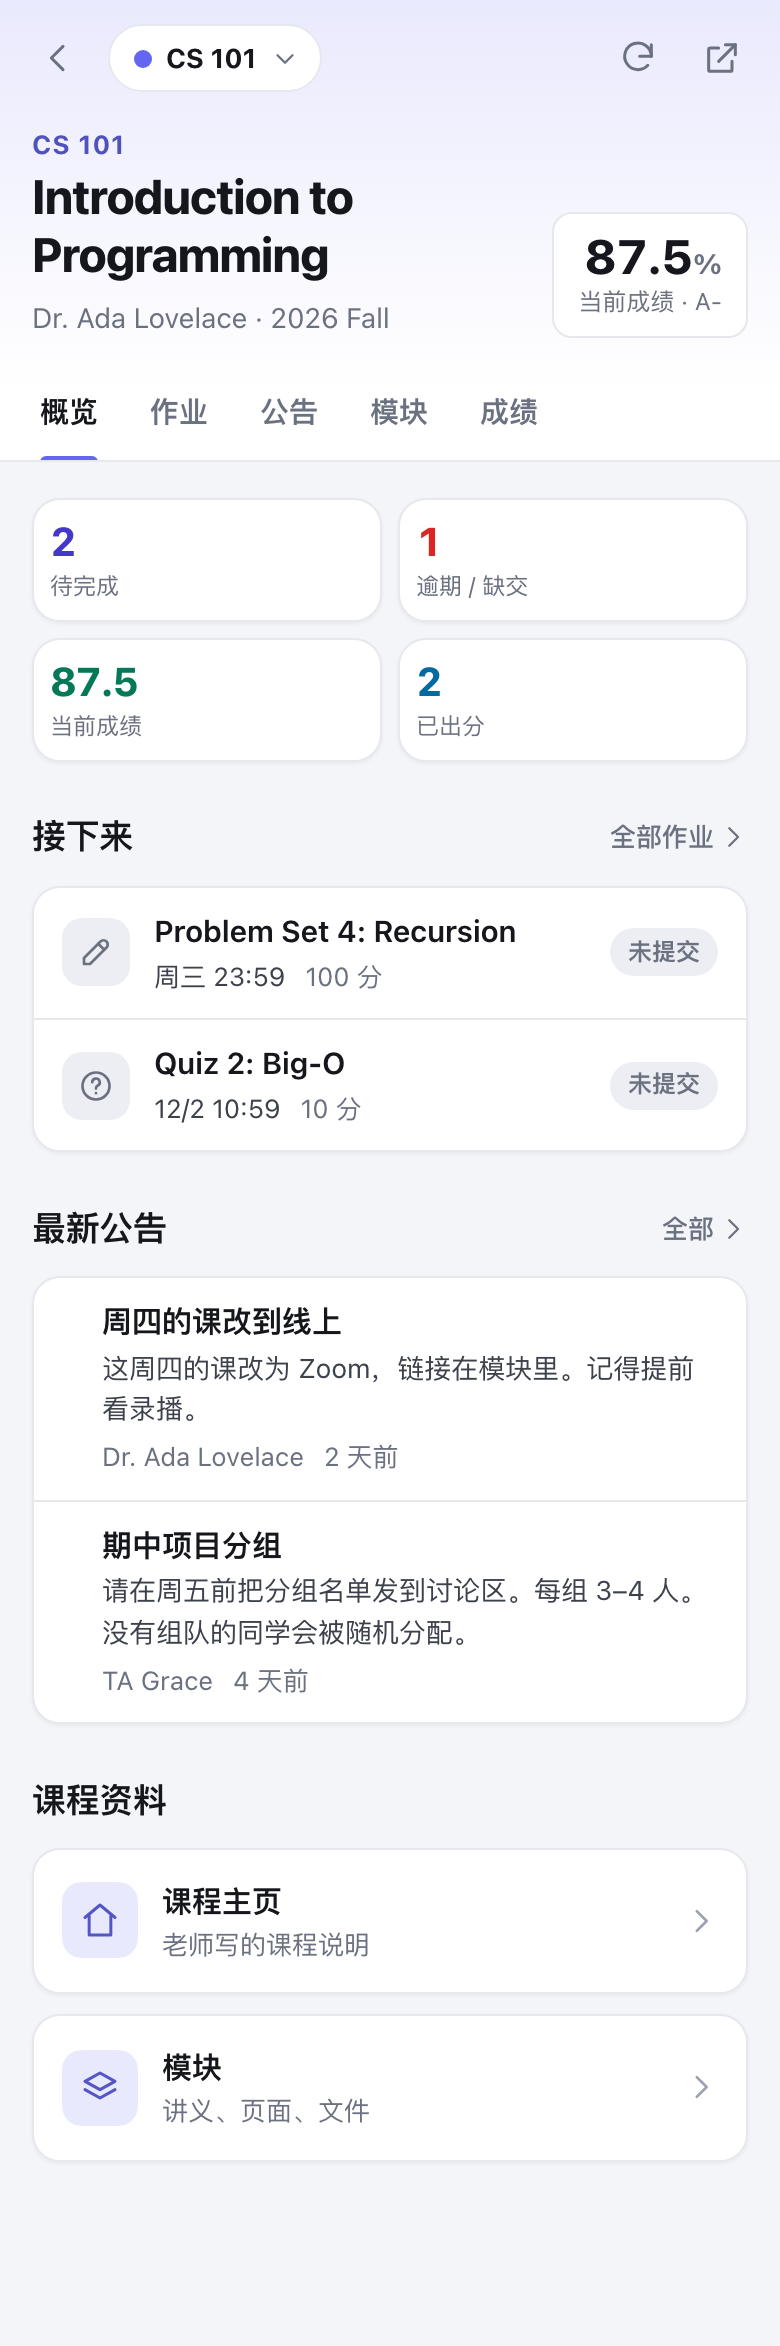 CS 101
CS 101
Introduction to
Programming
Dr. Ada Lovelace · 2026 Fall
87.5%
当前成绩 · A-
概览
作业
公告
模块
成绩
2
待完成
1
逾期 / 缺交
87.5
当前成绩
2
已出分
接下来
全部作业
Problem Set 4: Recursion
周三 23:59 100 分
未提交
Quiz 2: Big-O
12/2 10:59 10 分
未提交
最新公告
全部
周四的课改到线上
这周四的课改为 Zoom，链接在模块里。记得提前
看录播。
Dr. Ada Lovelace 2 天前
期中项目分组
请在周五前把分组名单发到讨论区。每组 3–4 人。
没有组队的同学会被随机分配。
TA Grace 4 天前
课程资料
课程主页
老师写的课程说明
模块
讲义、页面、文件